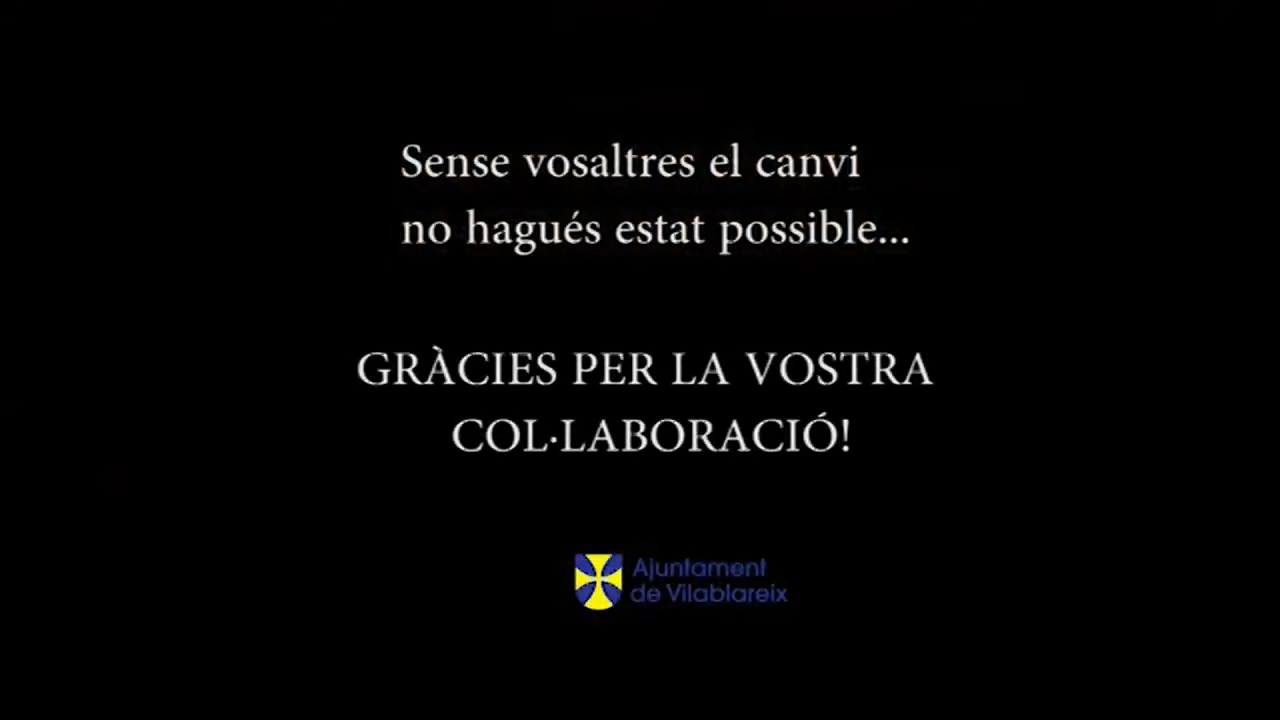 Sense vosaltres el canvi
no hagués estat possible...
GRÀCIES PER LA VOSTRA
COL·LABORACIÓ!
Ajuntament
de Vilablareix